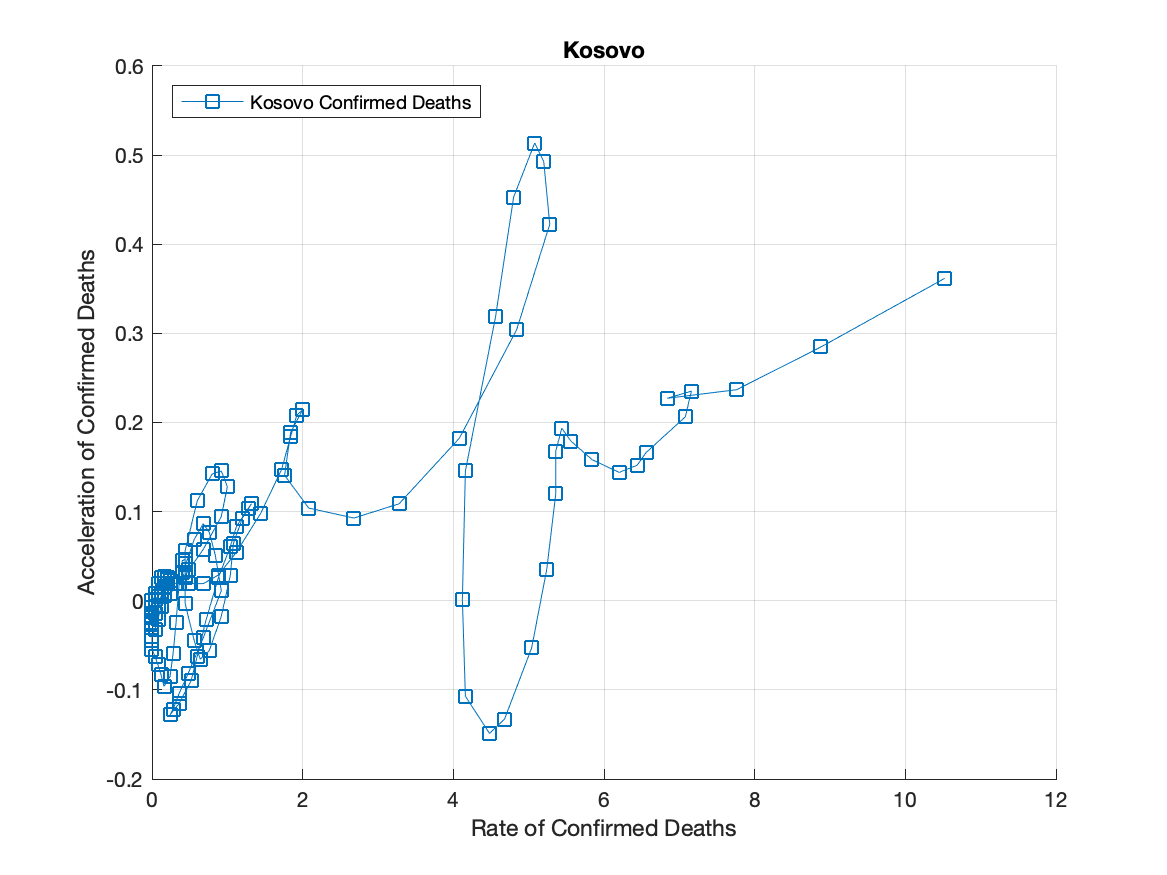 Kosovo
0.6
Kosovo Confirmed Deaths
0.5
0.4
0.3
0.2
0.1
0
-0.1
-0.2
Acceleration of Confirmed Deaths
0 2 4 6 8 10 12
Rate of Confirmed Deaths